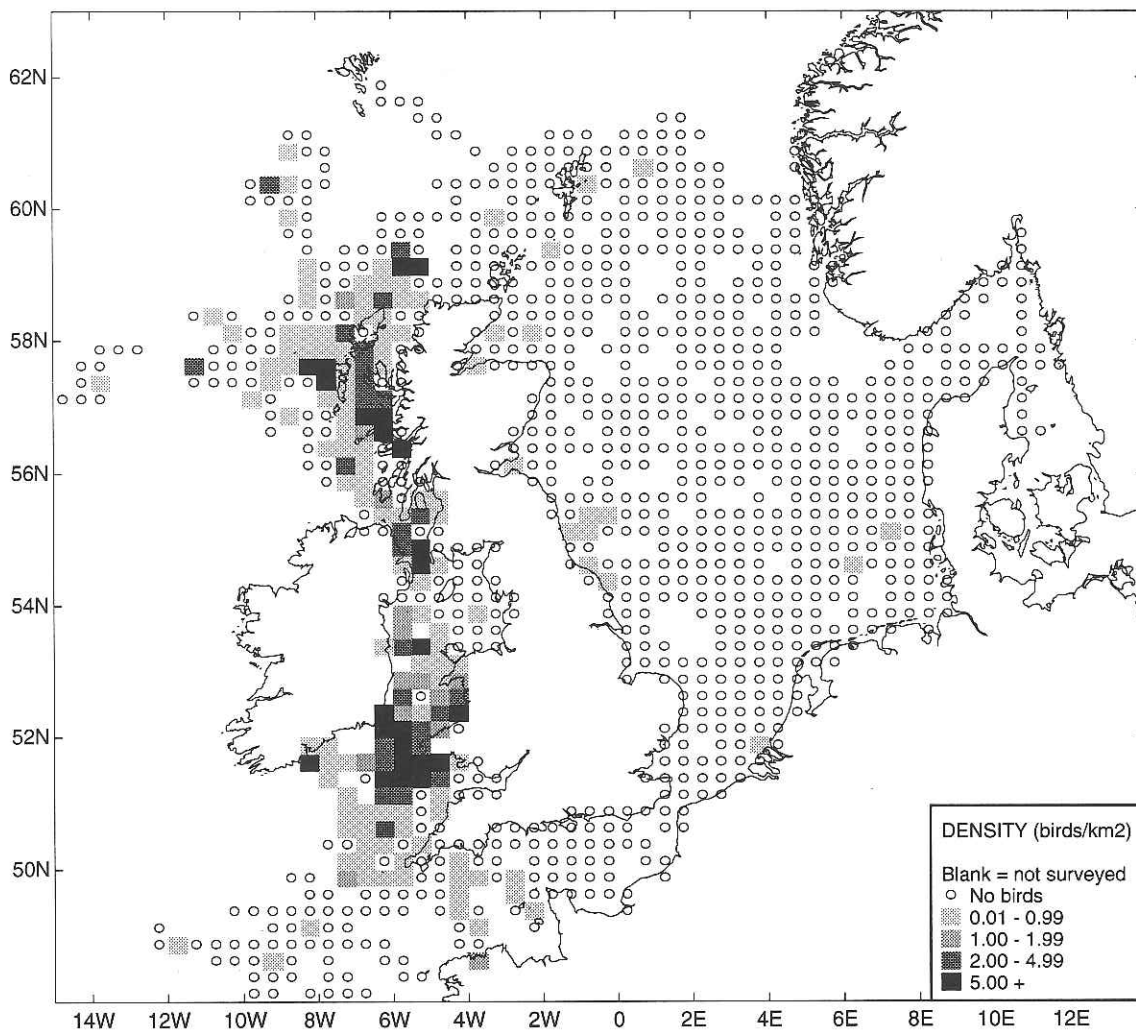 62N
60N
58N
56N
54N
52N
50N
DENSITY (birds/km2)
Blank = not surveyed
No birds
0.01 - 0.99
1.00 - 1.99
2.00 - 4.99
5.00 +
14W 12W 10W 8W 6W 4W 2W 0 2E 4E 6E 8E 10E 12E